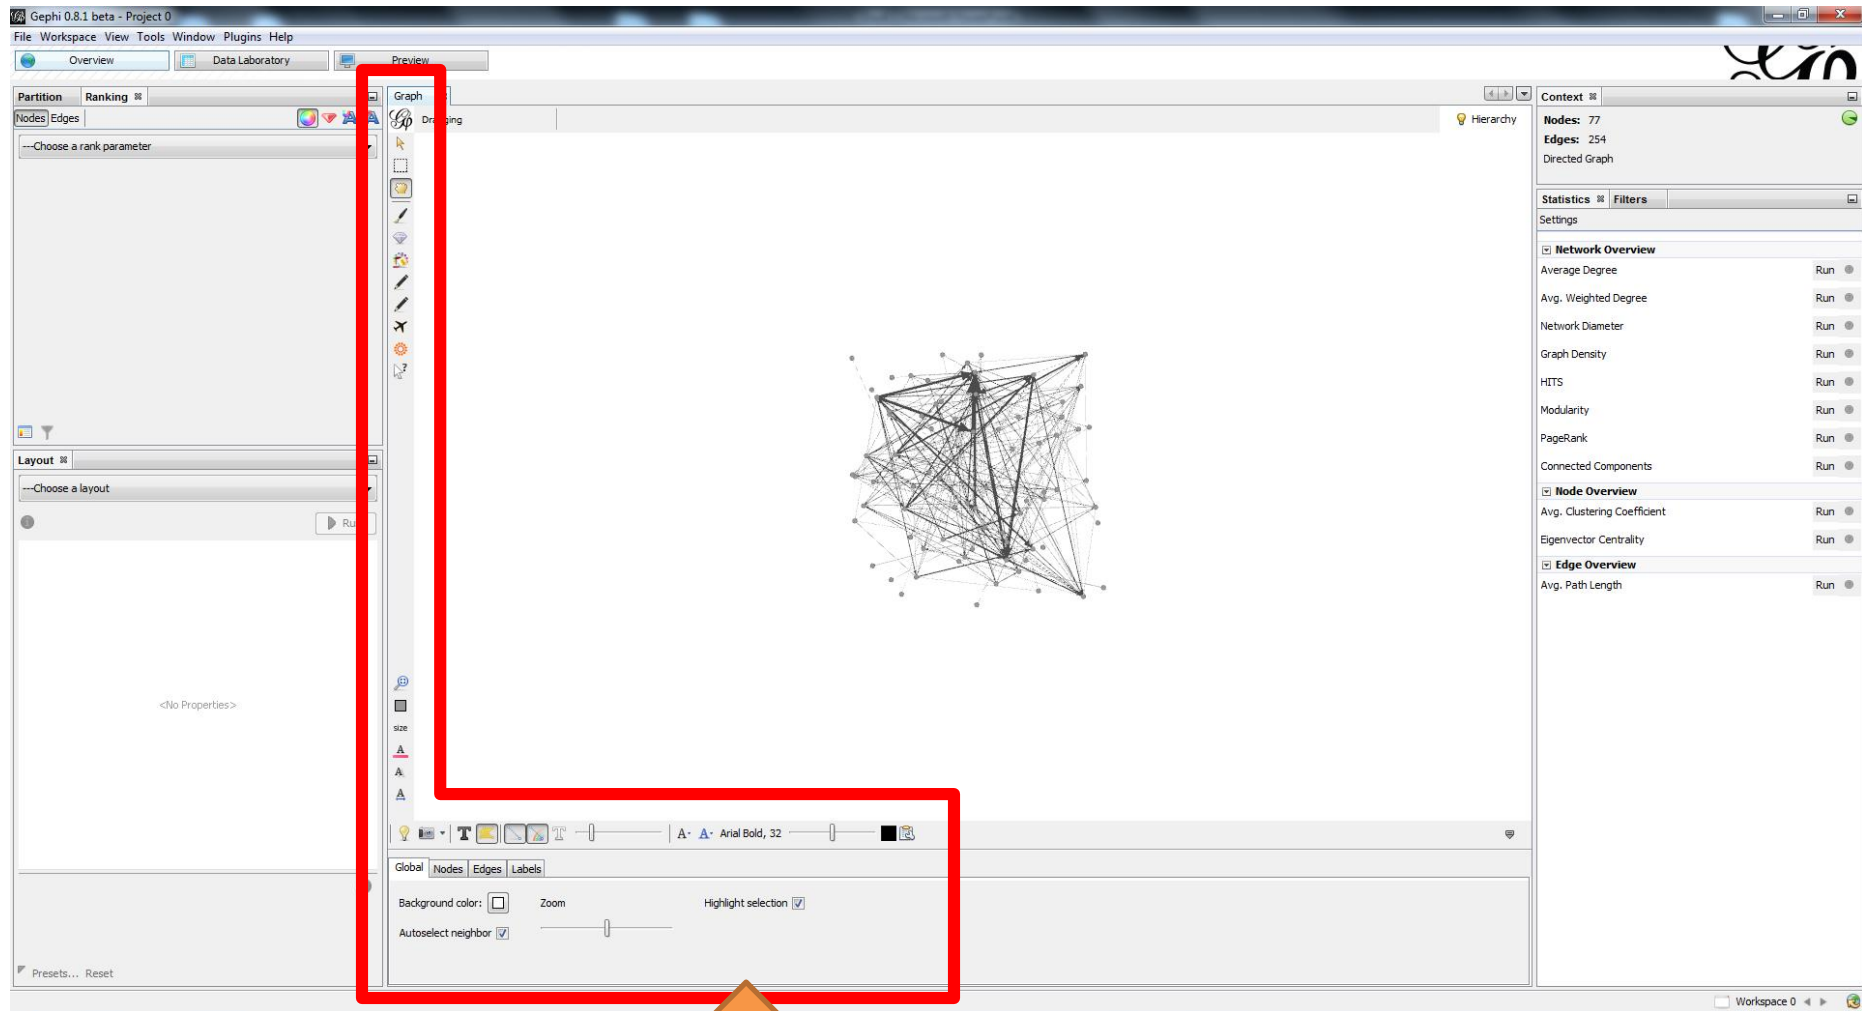 Gephi 0.8.1 beta - Project 0
File Workspace View Tools Window Plugins Help
Overview Data Laboratory Preview
Partition Ranking
Nodes Edges
---Choose a rank parameter
Layout
---Choose a layout
<No Properties>
Presets... Reset
Graph
Hierarchy
size
A
A
A
T T A A Arial Bold, 32
Global Nodes Edges Labels
Background color: Zoom Highlight selection
Autoselect neighbor
Context
Nodes: 77
Edges: 254
Directed Graph
Statistics Filters
Settings
Network Overview
Average Degree Run
Avg. Weighted Degree Run
Network Diameter Run
Graph Density Run
HITS Run
Modularity Run
PageRank Run
Connected Components Run
Node Overview
Avg. Clustering Coefficient Run
Eigenvector Centrality Run
Edge Overview
Avg. Path Length Run
Workspace 0